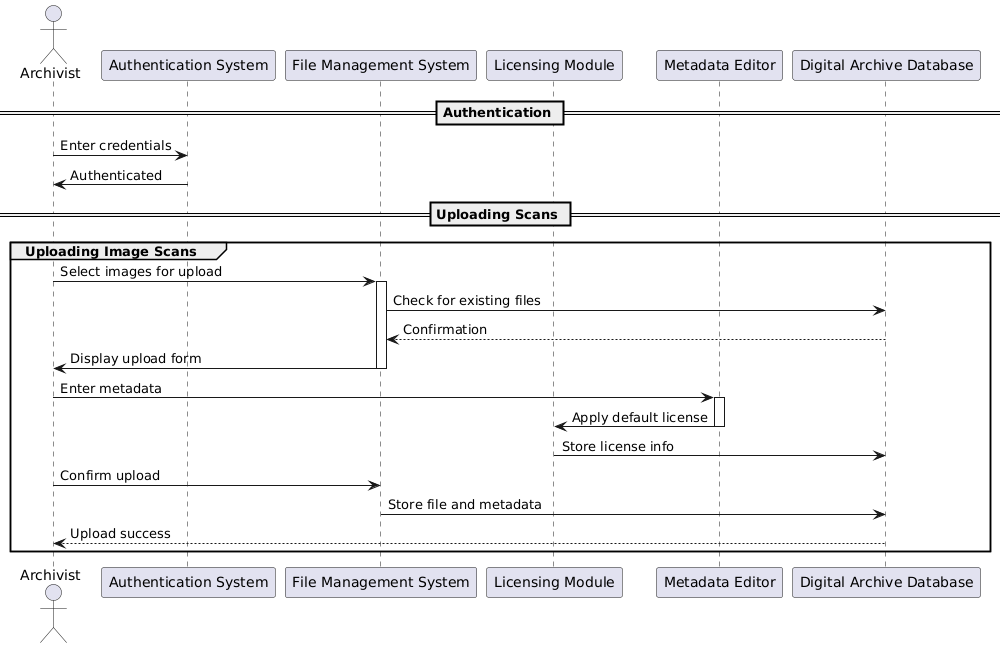 Archivist
Authentication System
File Management System
Licensing Module
Metadata Editor
Digital Archive Database
Authentication
Enter credentials
Authenticated
Uploading Scans
Uploading Image Scans
Select images for upload
Check for existing files
Confirmation
Display upload form
Enter metadata
Apply default license
Store license info
Confirm upload
Store file and metadata
Upload success
Archivist
Authentication System
File Management System
Licensing Module
Metadata Editor
Digital Archive Database